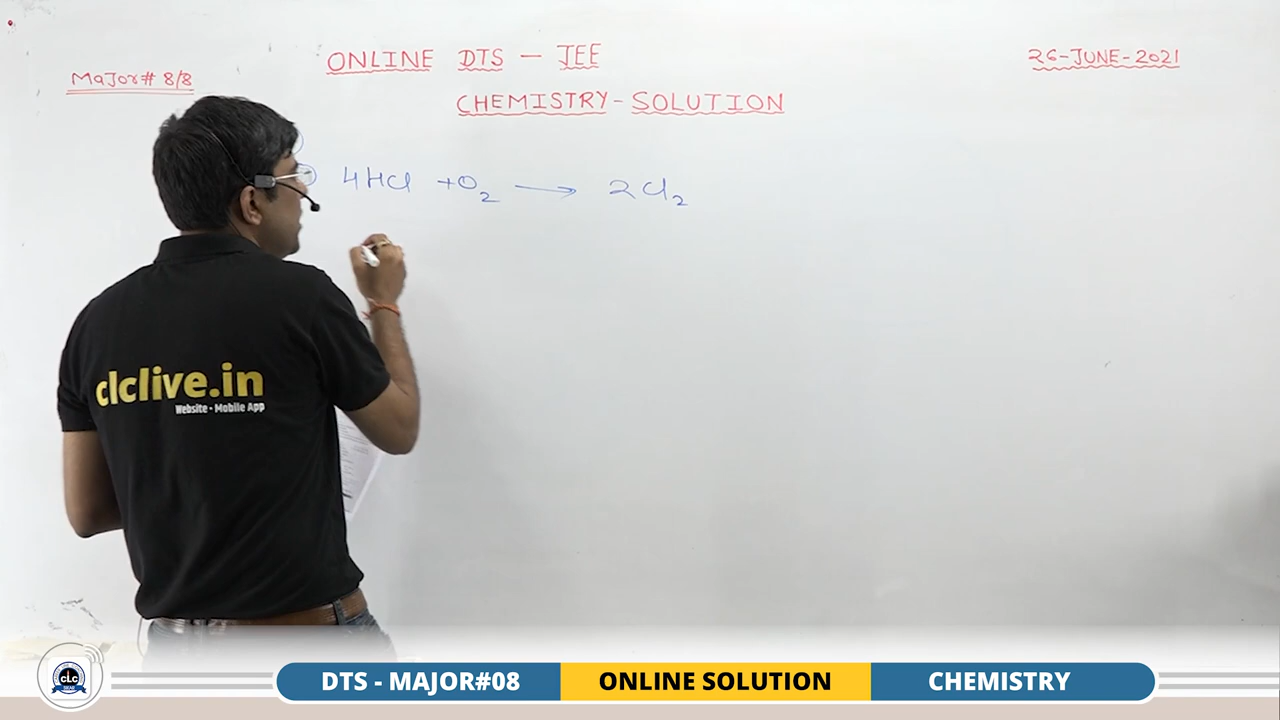 ONLINE DTS - JEE
26-JUNE-2021
MaJor# 8/8
CHEMISTRY-SOLUTION
4HCl +O2 → 2Cl2
clclive.in
Website • Mobile App
CLC
DTS - MAJOR#08
ONLINE SOLUTION
CHEMISTRY